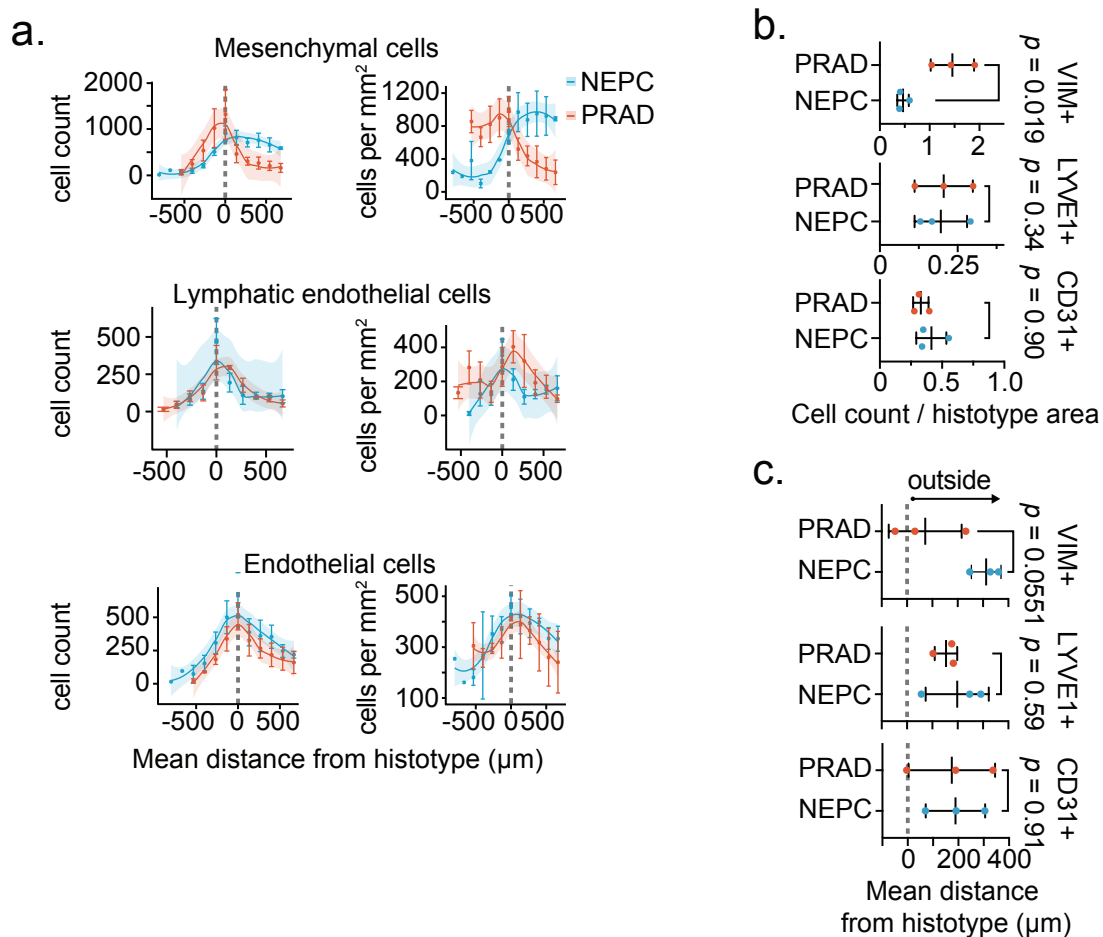 a.
Mesenchymal cells
cell count
2000
1000
0
-500 0 500
cells per mm²
1200
800
400
0
-500 0 500
NEPC
PRAD
Lymphatic endothelial cells
cell count
500
250
0
-500 0 500
cells per mm²
400
200
0
-500 0 500
Endothelial cells
cell count
500
250
0
-500 0 500
cells per mm²
500
300
100
-500 0 500
Mean distance from histotype (µm)
b.
PRAD
NEPC
0 1 2
VIM+
p = 0.019
PRAD
NEPC
0 0.25
LYVE1+
p = 0.34
PRAD
NEPC
0 0.5 1.0
CD31+
p = 0.90
Cell count / histotype area
c.
outside
PRAD
NEPC
VIM+
p = 0.0551
PRAD
NEPC
LYVE1+
p = 0.59
PRAD
NEPC
CD31+
p = 0.91
0 200 400
Mean distance
from histotype (µm)